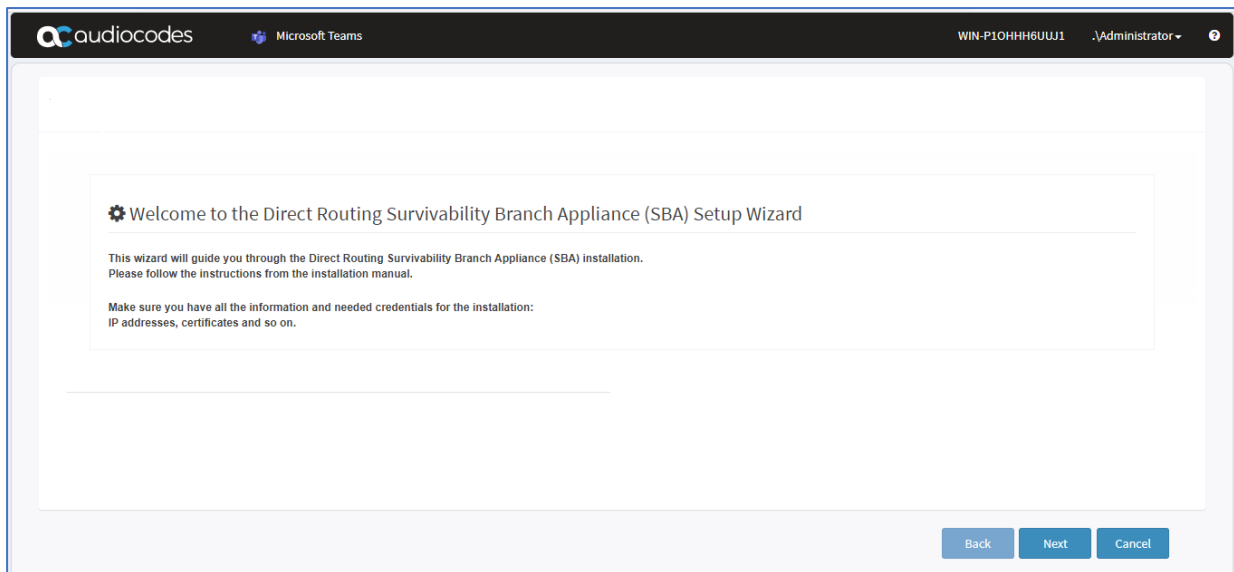 audiocodes Microsoft Teams WIN-P1OHHH6UUJ1 .\Administrator
Welcome to the Direct Routing Survivability Branch Appliance (SBA) Setup Wizard
This wizard will guide you through the Direct Routing Survivability Branch Appliance (SBA) installation.
Please follow the instructions from the installation manual.
Make sure you have all the information and needed credentials for the installation:
IP addresses, certificates and so on.
Back Next Cancel